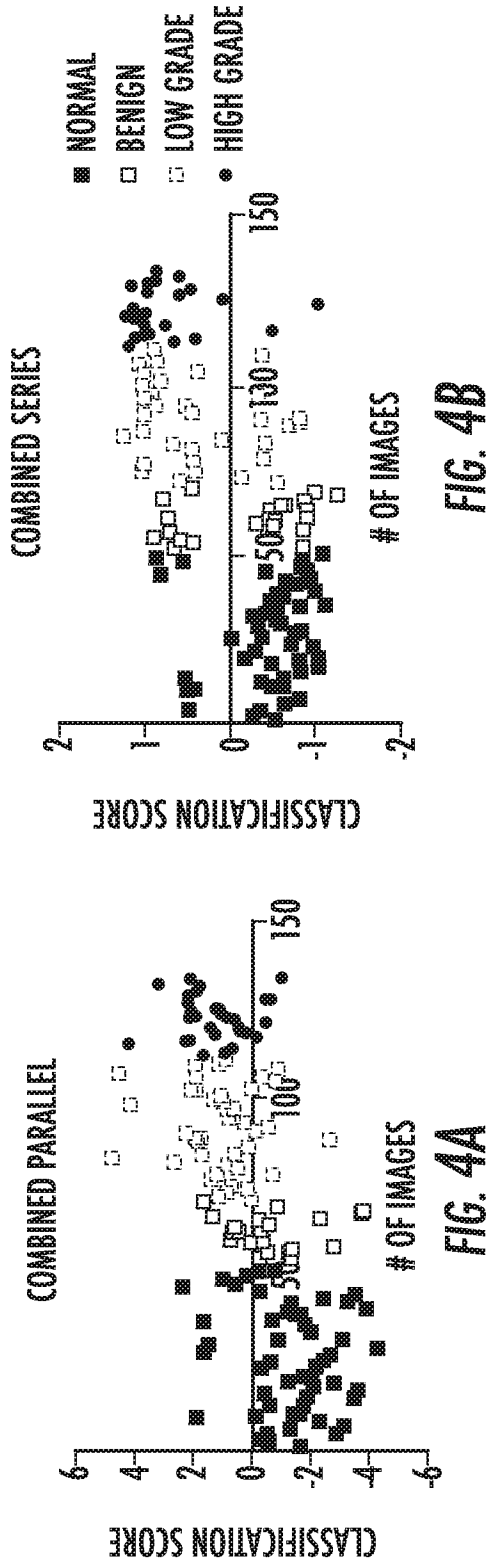 COMBINED PARALLEL
CLASSIFICATION SCORE
6
4
2
0
-2
-4
-6
50
100
150
# OF IMAGES
FIG. 4A
COMBINED SERIES
CLASSIFICATION SCORE
2
1
0
-1
-2
50
100
150
# OF IMAGES
NORMAL
BENIGN
LOW GRADE
HIGH GRADE
FIG. 4B